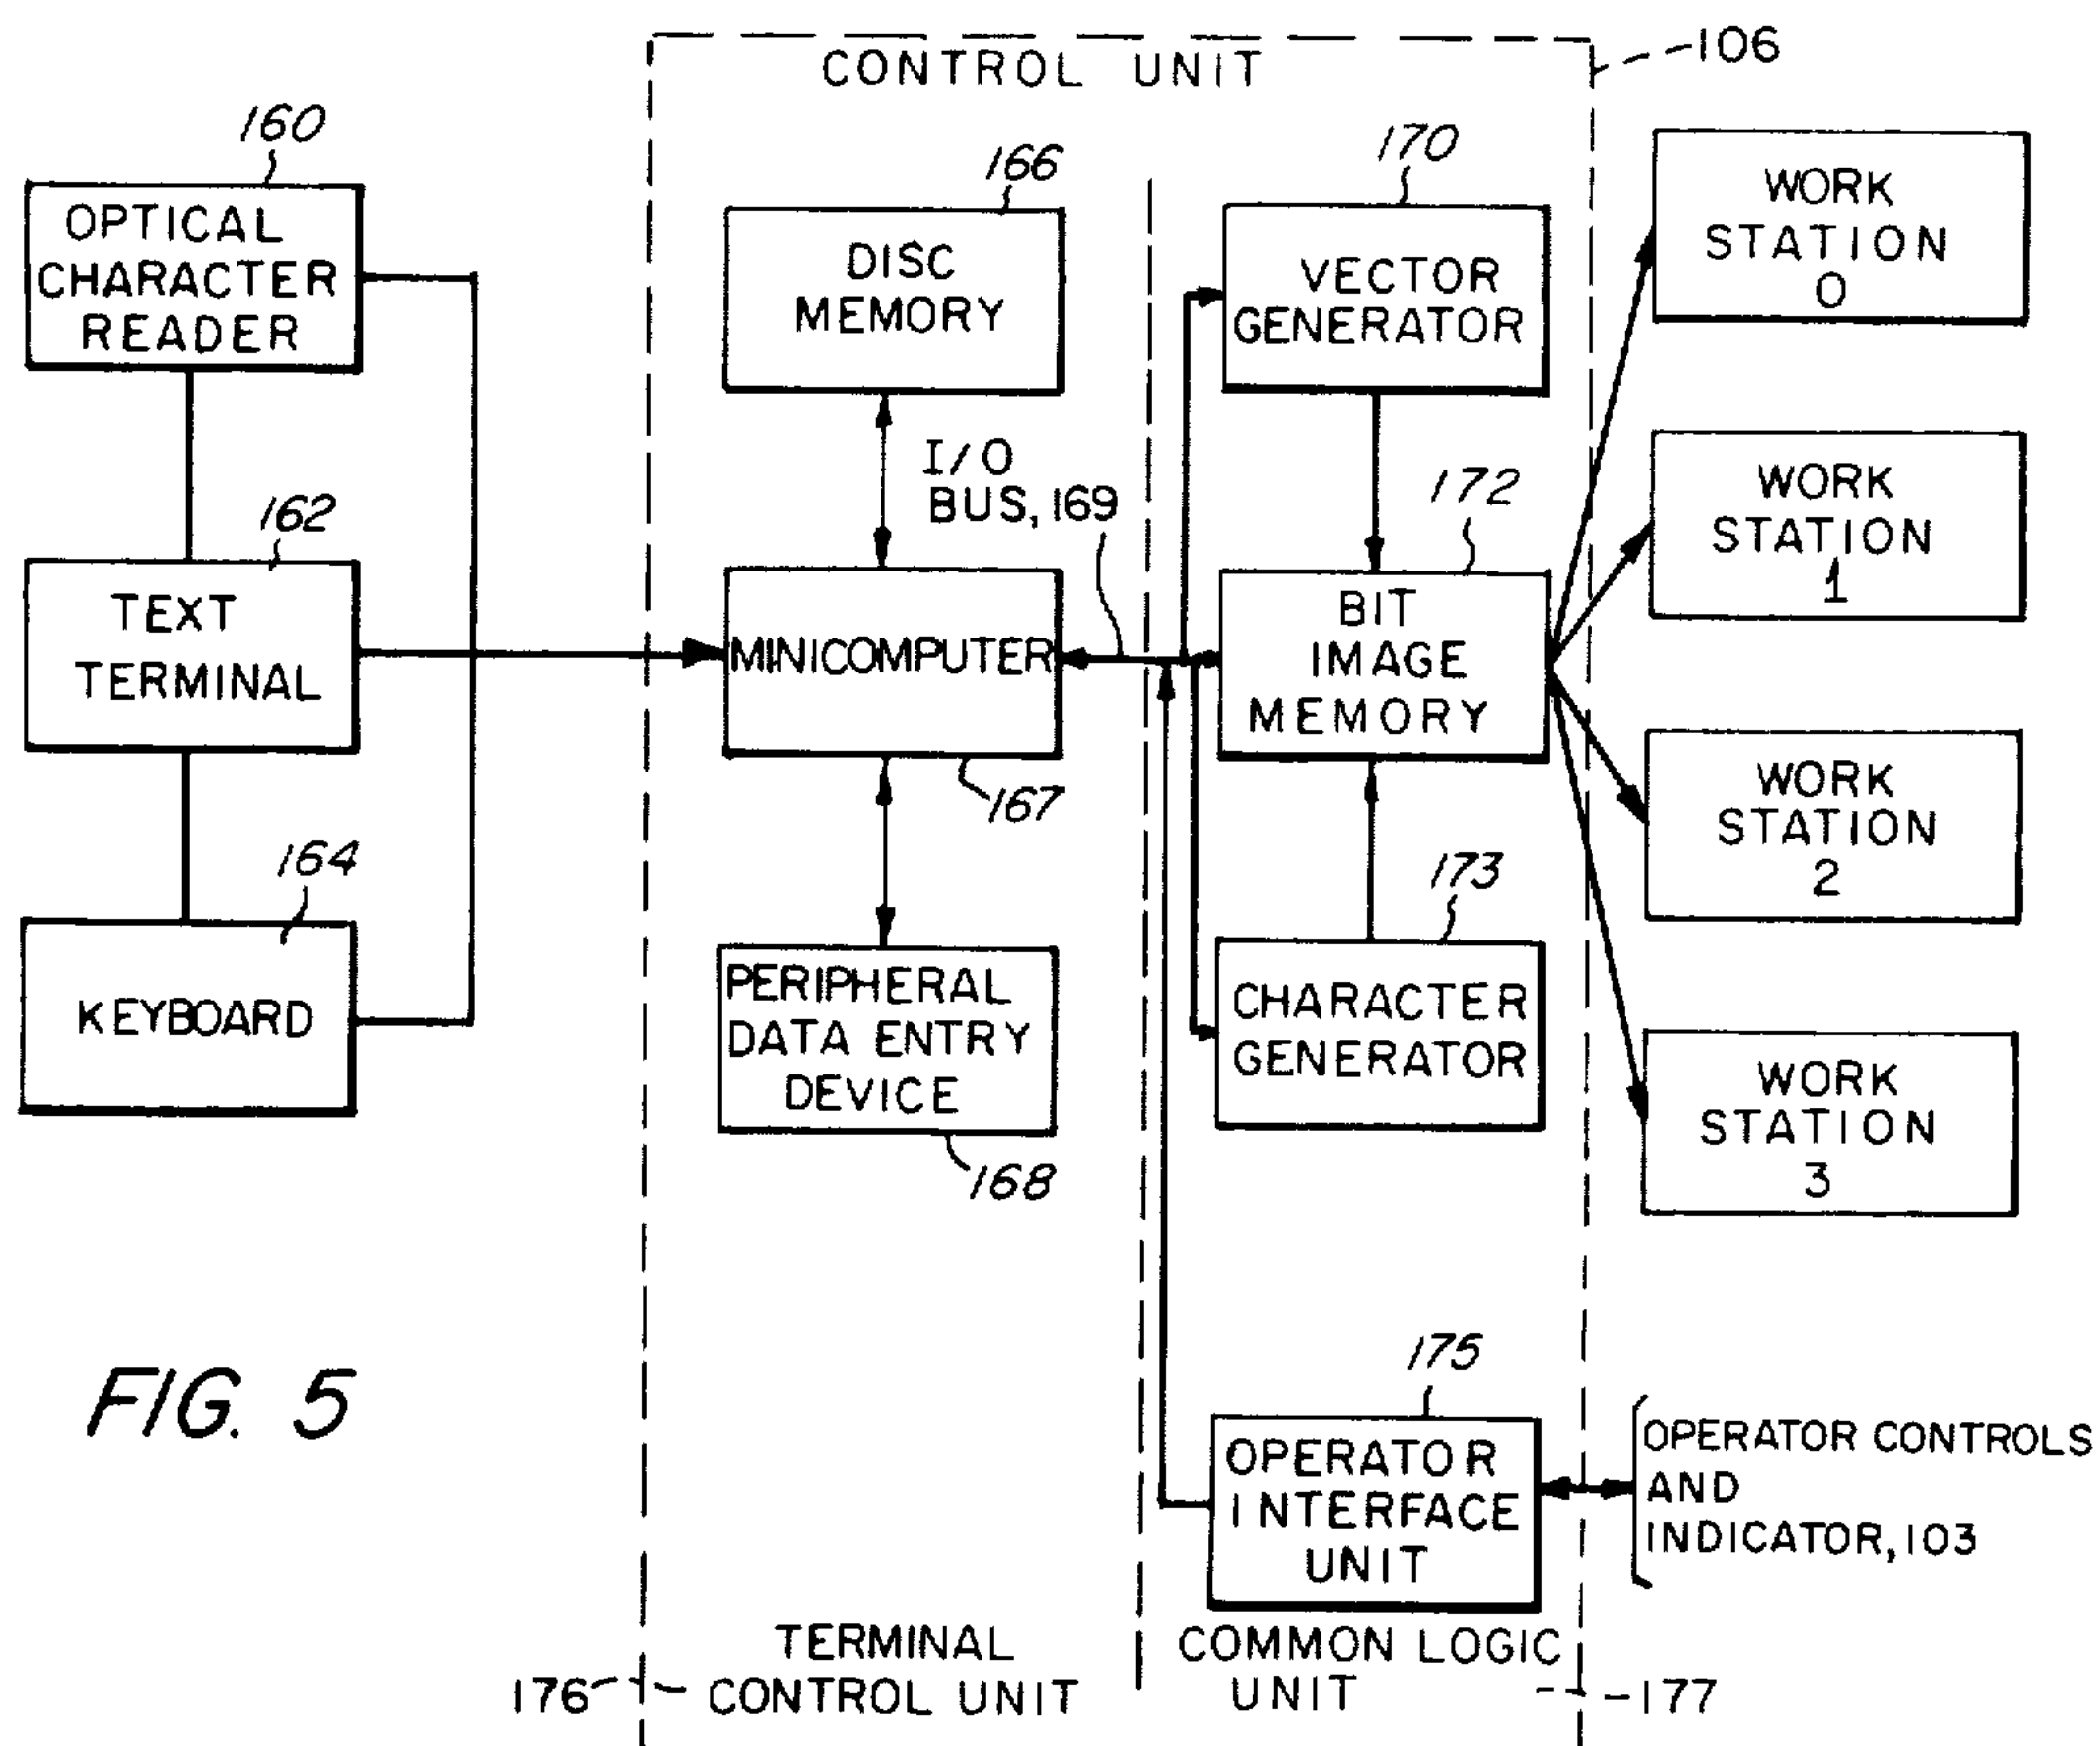 CONTROL UNIT
106
160
OPTICAL
CHARACTER
READER
162
TEXT
TERMINAL
164
KEYBOARD
166
DISC
MEMORY
I/O
BUS, 169
MINICOMPUTER
167
PERIPHERAL
DATA ENTRY
DEVICE
168
170
VECTOR
GENERATOR
172
BIT
IMAGE
MEMORY
173
CHARACTER
GENERATOR
175
OPERATOR
INTERFACE
UNIT
WORK
STATION
0
WORK
STATION
1
WORK
STATION
2
WORK
STATION
3
OPERATOR CONTROLS
AND
INDICATOR, 103
FIG. 5
TERMINAL
176 CONTROL UNIT
COMMON LOGIC
UNIT 177